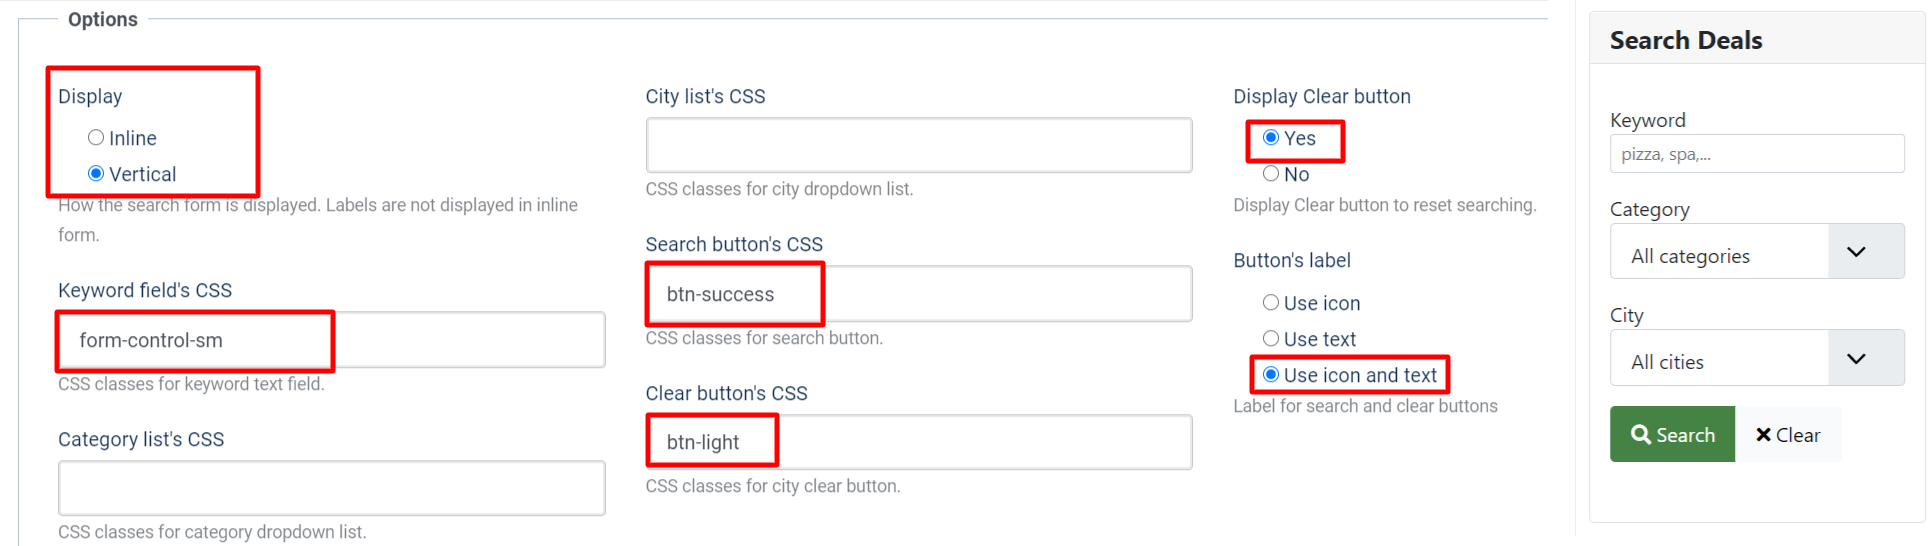 Options
Display
Inline
Vertical
How the search form is displayed. Labels are not displayed in inline
form.
Keyword field's CSS
form-control-sm
CSS classes for keyword text field.
Category list's CSS
CSS classes for category dropdown list.
City list's CSS
CSS classes for city dropdown list.
Search button's CSS
btn-success
CSS classes for search button.
Clear button's CSS
btn-light
CSS classes for city clear button.
Display Clear button
Yes
No
Display Clear button to reset searching.
Button's label
Use icon
Use text
Use icon and text
Label for search and clear buttons
Search Deals
Keyword
pizza, spa,...
Category
All categories
City
All cities
Search Clear